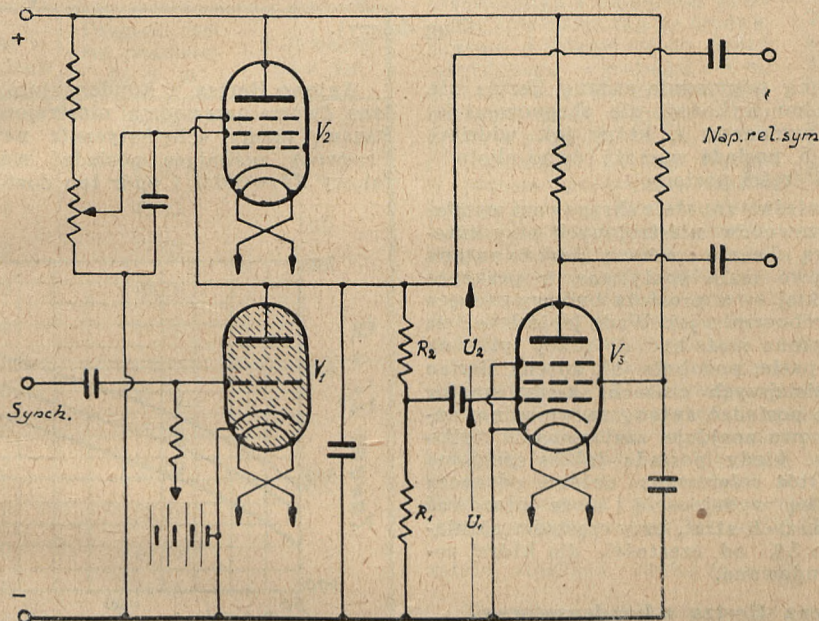 +
V₂
Nap. rel. sym
R₂
U₂
V₃
V₁
Synch.
R₁
U₁
-